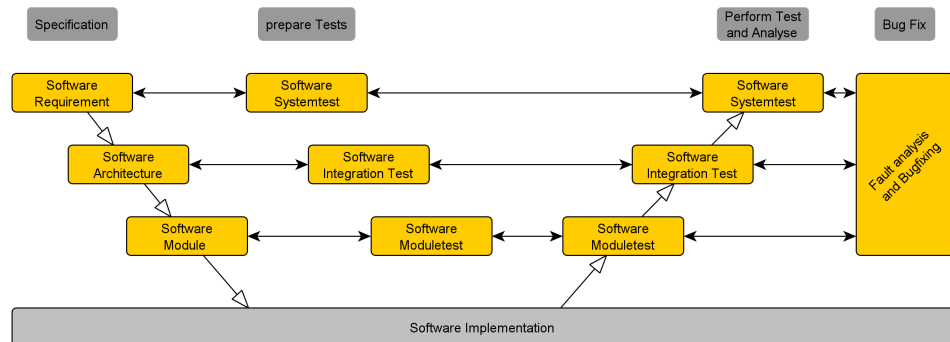 Specification
prepare Tests
Perform Test
and Analyse
Bug Fix
Software
Requirement
Software
Systemtest
Software
Systemtest
Software
Architecture
Software
Integration Test
Software
Integration Test
Software
Module
Software
Moduletest
Software
Moduletest
Fault analysis
and Bugfixing
Software Implementation